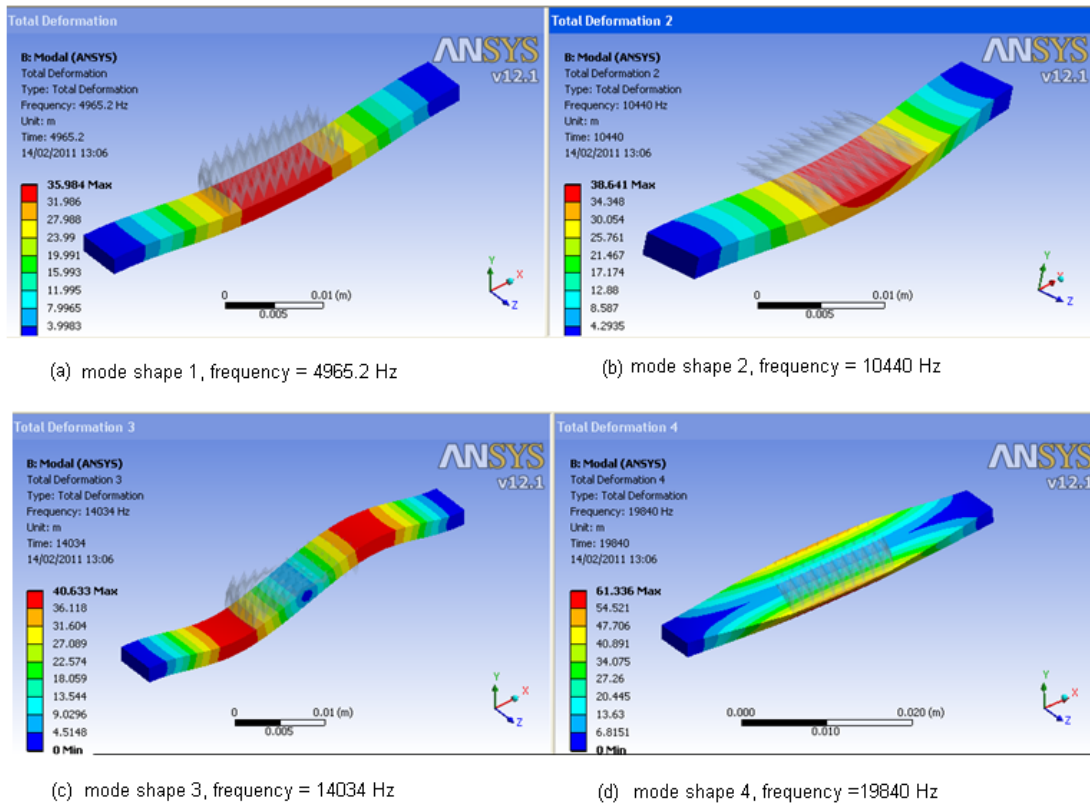 Total Deformation
ANSYS
v12.1
B: Modal (ANSYS)
Total Deformation
Type: Total Deformation
Frequency: 4965.2 Hz
Unit: m
Time: 4965.2
14/02/2011 13:06
35.984 Max
31.986
27.988
23.99
19.991
15.993
11.995
7.9965
3.9983
0
0.01 (m)
0.005
Y
X
Z
Total Deformation 2
ANSYS
v12.1
B: Modal (ANSYS)
Total Deformation 2
Type: Total Deformation
Frequency: 10440 Hz
Unit: m
Time: 10440
14/02/2011 13:06
38.641 Max
34.348
30.054
25.761
21.467
17.174
12.88
8.587
4.2935
0
0.01 (m)
0.005
Y
X
Z
(a) mode shape 1, frequency = 4965.2 Hz
(b) mode shape 2, frequency = 10440 Hz
Total Deformation 3
ANSYS
v12.1
B: Modal (ANSYS)
Total Deformation 3
Type: Total Deformation
Frequency: 14034 Hz
Unit: m
Time: 14034
14/02/2011 13:06
40.633 Max
36.118
31.604
27.089
22.574
18.059
13.544
9.0296
4.5148
0 Min
0
0.01 (m)
0.005
Y
X
Z
Total Deformation 4
ANSYS
v12.1
B: Modal (ANSYS)
Total Deformation 4
Type: Total Deformation
Frequency: 19840 Hz
Unit: m
Time: 19840
14/02/2011 13:06
61.336 Max
54.521
47.706
40.891
34.075
27.26
20.445
13.63
6.8151
0 Min
0.000
0.020 (m)
0.010
Y
X
Z
(c) mode shape 3, frequency = 14034 Hz
(d) mode shape 4, frequency =19840 Hz